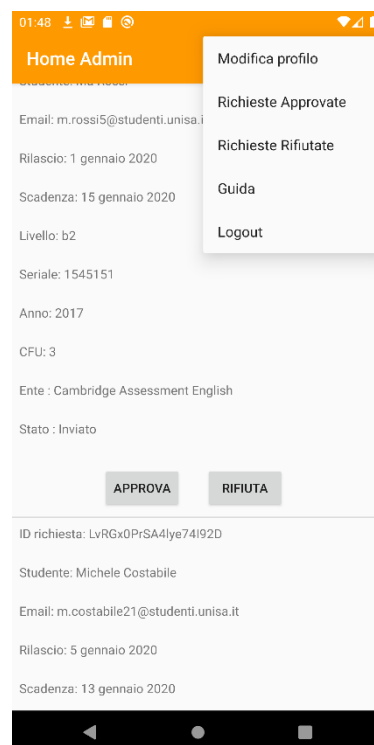 01:48
Home Admin
Modifica profilo
Richieste Approvate
Richieste Rifiutate
Guida
Logout
Email: m.rossi5@studenti.unisa.i
Rilascio: 1 gennaio 2020
Scadenza: 15 gennaio 2020
Livello: b2
Seriale: 1545151
Anno: 2017
CFU: 3
Ente : Cambridge Assessment English
Stato : Inviato
APPROVA RIFIUTA
ID richiesta: LvRGx0PrSA4lye74I92D
Studente: Michele Costabile
Email: m.costabile21@studenti.unisa.it
Rilascio: 5 gennaio 2020
Scadenza: 13 gennaio 2020